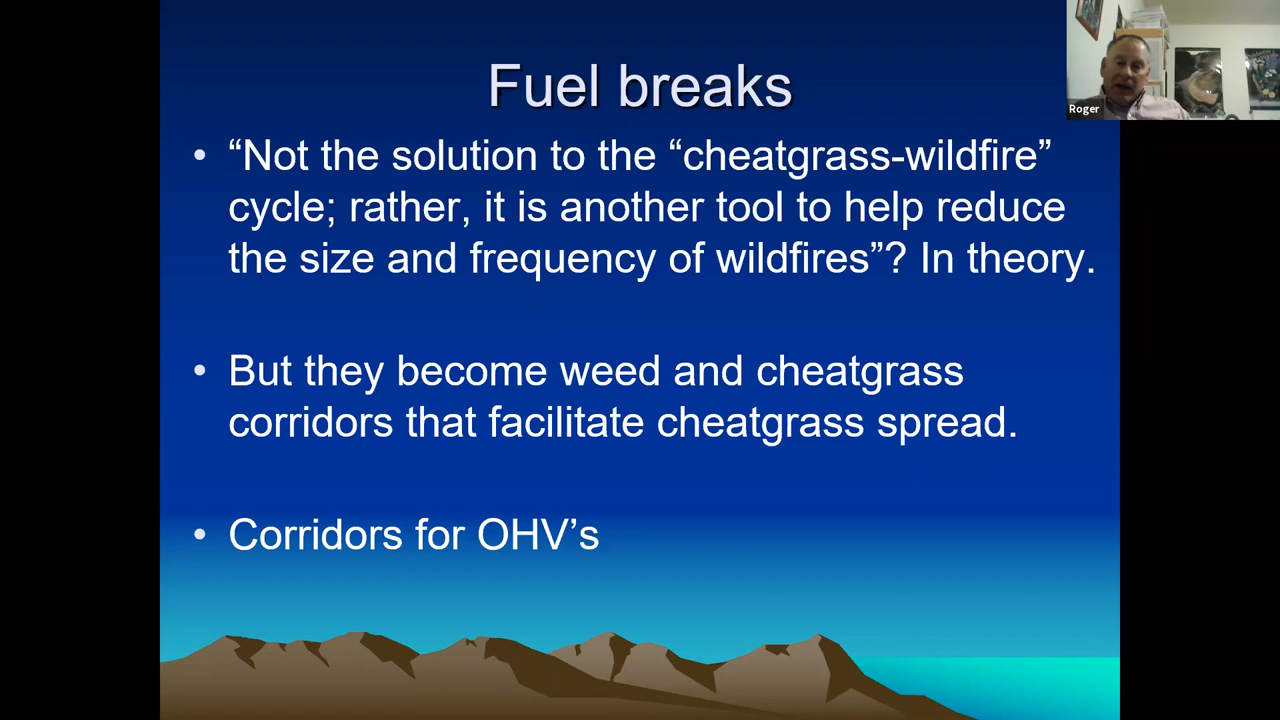 Fuel breaks
Roger
• “Not the solution to the “cheatgrass-wildfire”
cycle; rather, it is another tool to help reduce
the size and frequency of wildfires”? In theory.
• But they become weed and cheatgrass
corridors that facilitate cheatgrass spread.
• Corridors for OHV’s